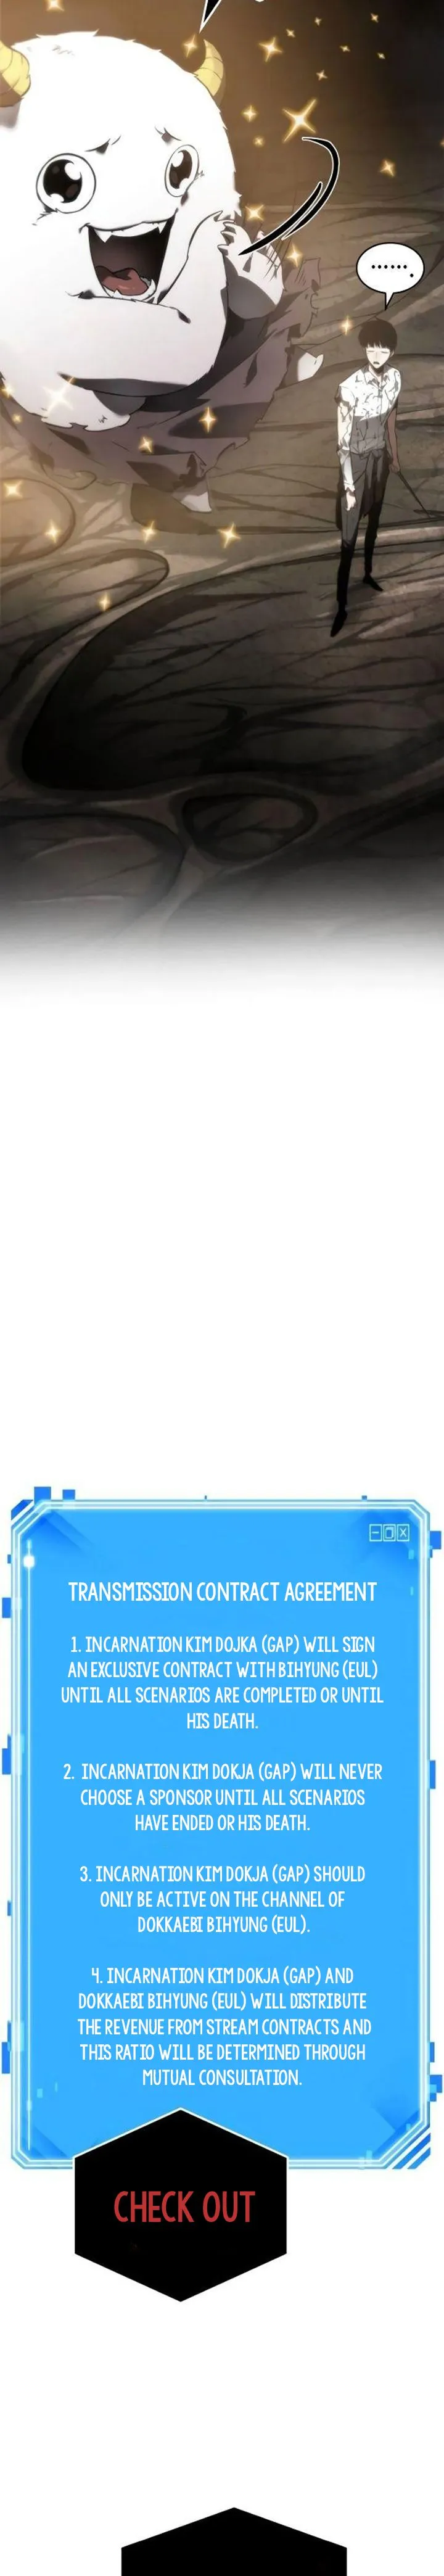 .......
TRANSMISSION CONTRACT AGREEMENT
1. INCARNATION KIM DOJKA (GAP) WILL SIGN
AN EXCLUSIVE CONTRACT WITH BIHYUNG (EUL)
UNTIL ALL SCENARIOS ARE COMPLETED OR UNTIL
HIS DEATH.
2. INCARNATION KIM DOKJA (GAP) WILL NEVER
CHOOSE A SPONSOR UNTIL ALL SCENARIOS
HAVE ENDED OR HIS DEATH.
3. INCARNATION KIM DOKJA (GAP) SHOULD
ONLY BE ACTIVE ON THE CHANNEL OF
DOKKAEBI BIHYUNG (EUL).
4. INCARNATION KIM DOKJA (GAP) AND
DOKKAEBI BIHYUNG (EUL) WILL DISTRIBUTE
THE REVENUE FROM STREAM CONTRACTS AND
THIS RATIO WILL BE DETERMINED THROUGH
MUTUAL CONSULTATION.
CHECK OUT